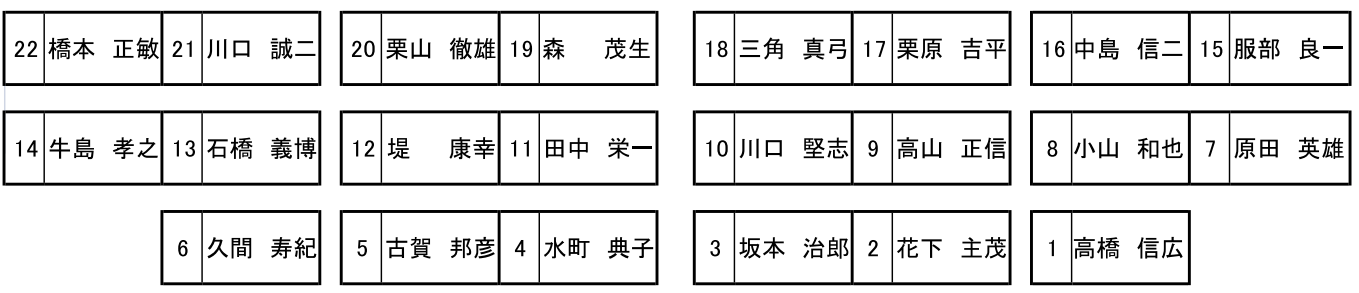 22 橋本 正敏 21 川口 誠二 20 栗山 徹雄 19 森 茂生 18 三角 真弓 17 栗原 吉平 16 中島 信二 15 服部 良一
14 牛島 孝之 13 石橋 義博 12 堤 康幸 11 田中 栄一 10 川口 堅志 9 高山 正信 8 小山 和也 7 原田 英雄
6 久間 寿紀 5 古賀 邦彦 4 水町 典子 3 坂本 治郎 2 花下 主茂 1 高橋 信広